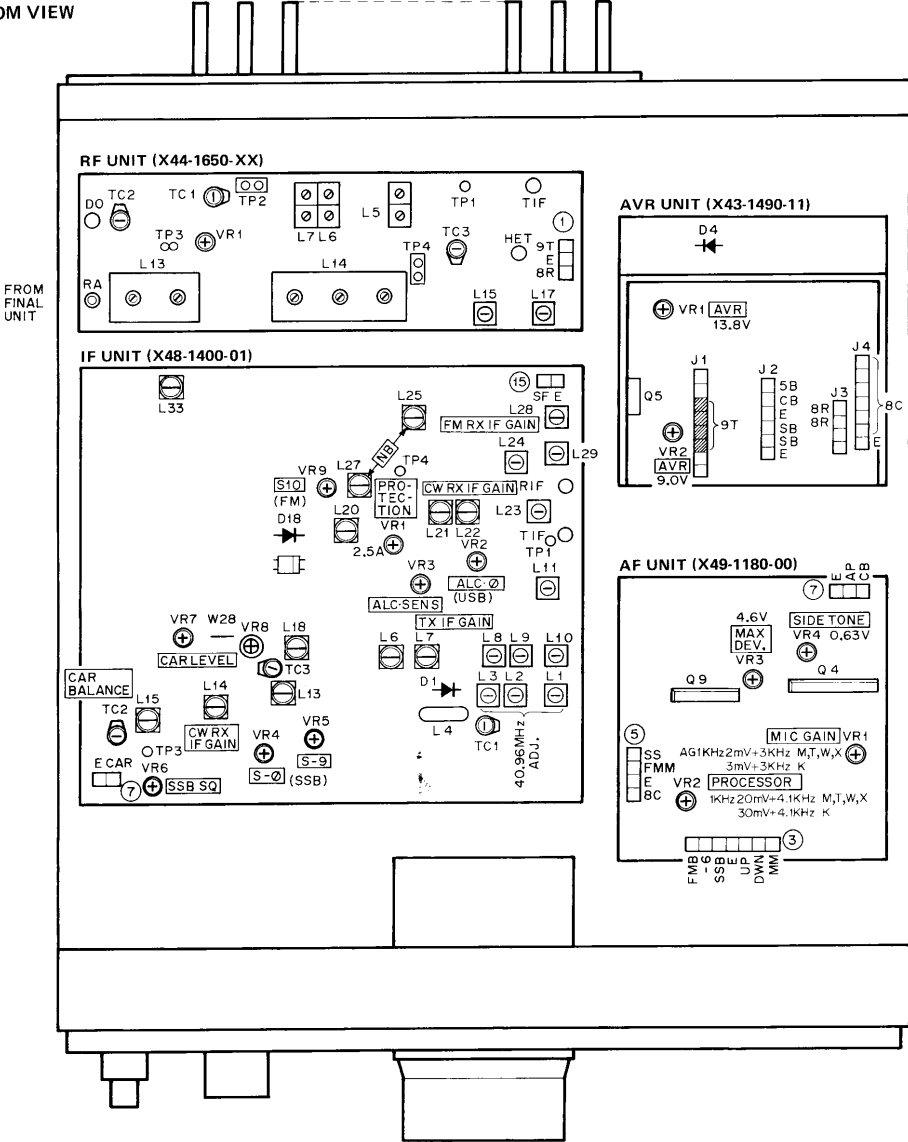 OM VIEW
RF UNIT (X44-1650-XX)
DO TC2 TC1 TP2 L7 L6 L5 TP1 TIF
TP3 VR1 TP4 TC3 HET 1
9T
E
8R
RA L13 L14 L15 L17
FROM
FINAL
UNIT
AVR UNIT (X43-1490-11)
D4
VR1 AVR
13.8V
J1 J2 J3 J4
Q5
5B
CB
E
SB
SB
E
8R
8R
8C
E
9T
VR2
AVR
9.0V
IF UNIT (X48-1400-01)
L33 L25 15 SF E
L28
FM RX IF GAIN
L24 L29
NB
VR9 L27 TP4
S10
(FM)
PRO-
TEC-
TION
CW RX IF GAIN RIF
D18 L20 VR1 L21 L22 L23
2.5A
VR2 TIF
TP1
VR3 ALC-Ø L11
(USB)
ALC-SENS
TX IF GAIN
VR7 W28 VR8 L18
CAR LEVEL
L6 L7 L8 L9 L10
TC3
CAR
BALANCE
L14 L13 D1 L3 L2 L1
TC2 L15
CW RX
IF GAIN
L4 TC1
40.96MHz
ADJ.
TP3 VR4 VR5
E CAR S-Ø S-9
(SSB)
7 VR6 SSB SQ
AF UNIT (X49-1180-00)
7 E AP CB
4.6V
MAX
DEV.
VR3
SIDE TONE
VR4 0,63V
Q9 Q4
5
SS
FMM
E
8C
MIC GAIN VR1
AG1KHz2mV+3KHz M,T,W,X
3mV+3KHz K
VR2 PROCESSOR
1KHz20mV+4.1KHz M,T,W,X
30mV+4.1KHz K
3
FMB
-6
SSB
E
UP
DWN
MM